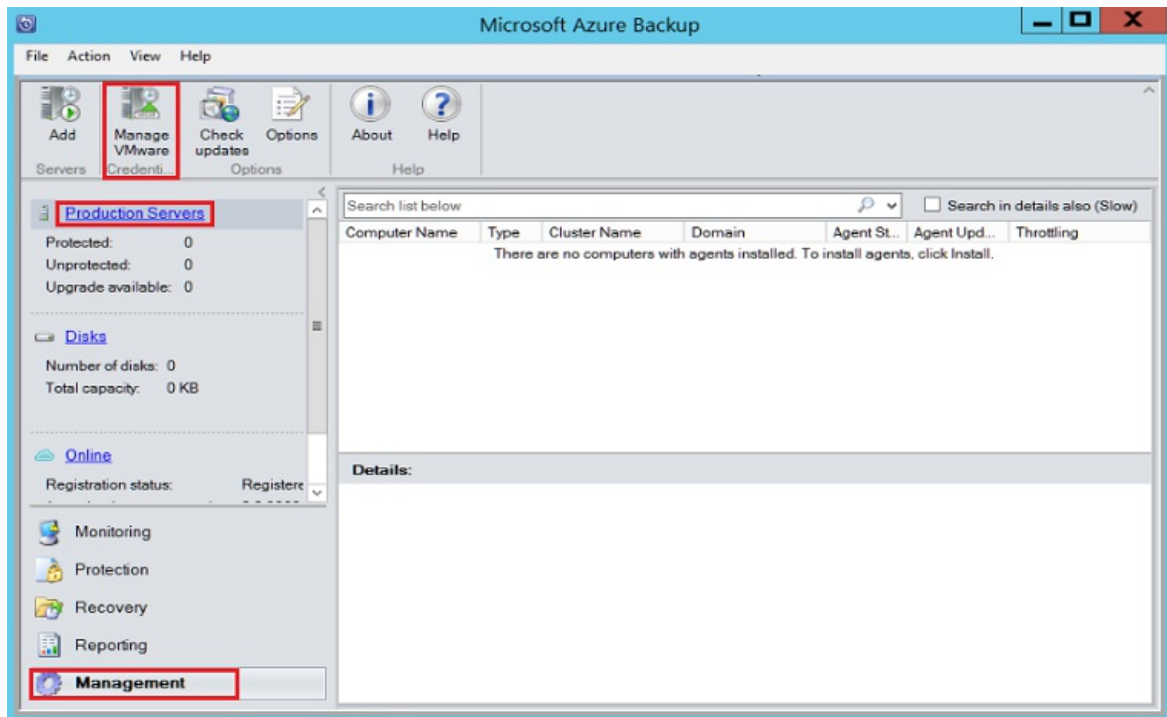 Microsoft Azure Backup
File Action View Help
Add
Manage VMware
Check updates
Options
About
Help
Servers
Credenti...
Options
Help
Production Servers
Protected: 0
Unprotected: 0
Upgrade available: 0
Disks
Number of disks: 0
Total capacity: 0 KB
Online
Registration status: Registere
Monitoring
Protection
Recovery
Reporting
Management
Search list below
Search in details also (Slow)
Computer Name Type Cluster Name Domain Agent St... Agent Upd... Throttling
There are no computers with agents installed. To install agents, click Install.
Details: